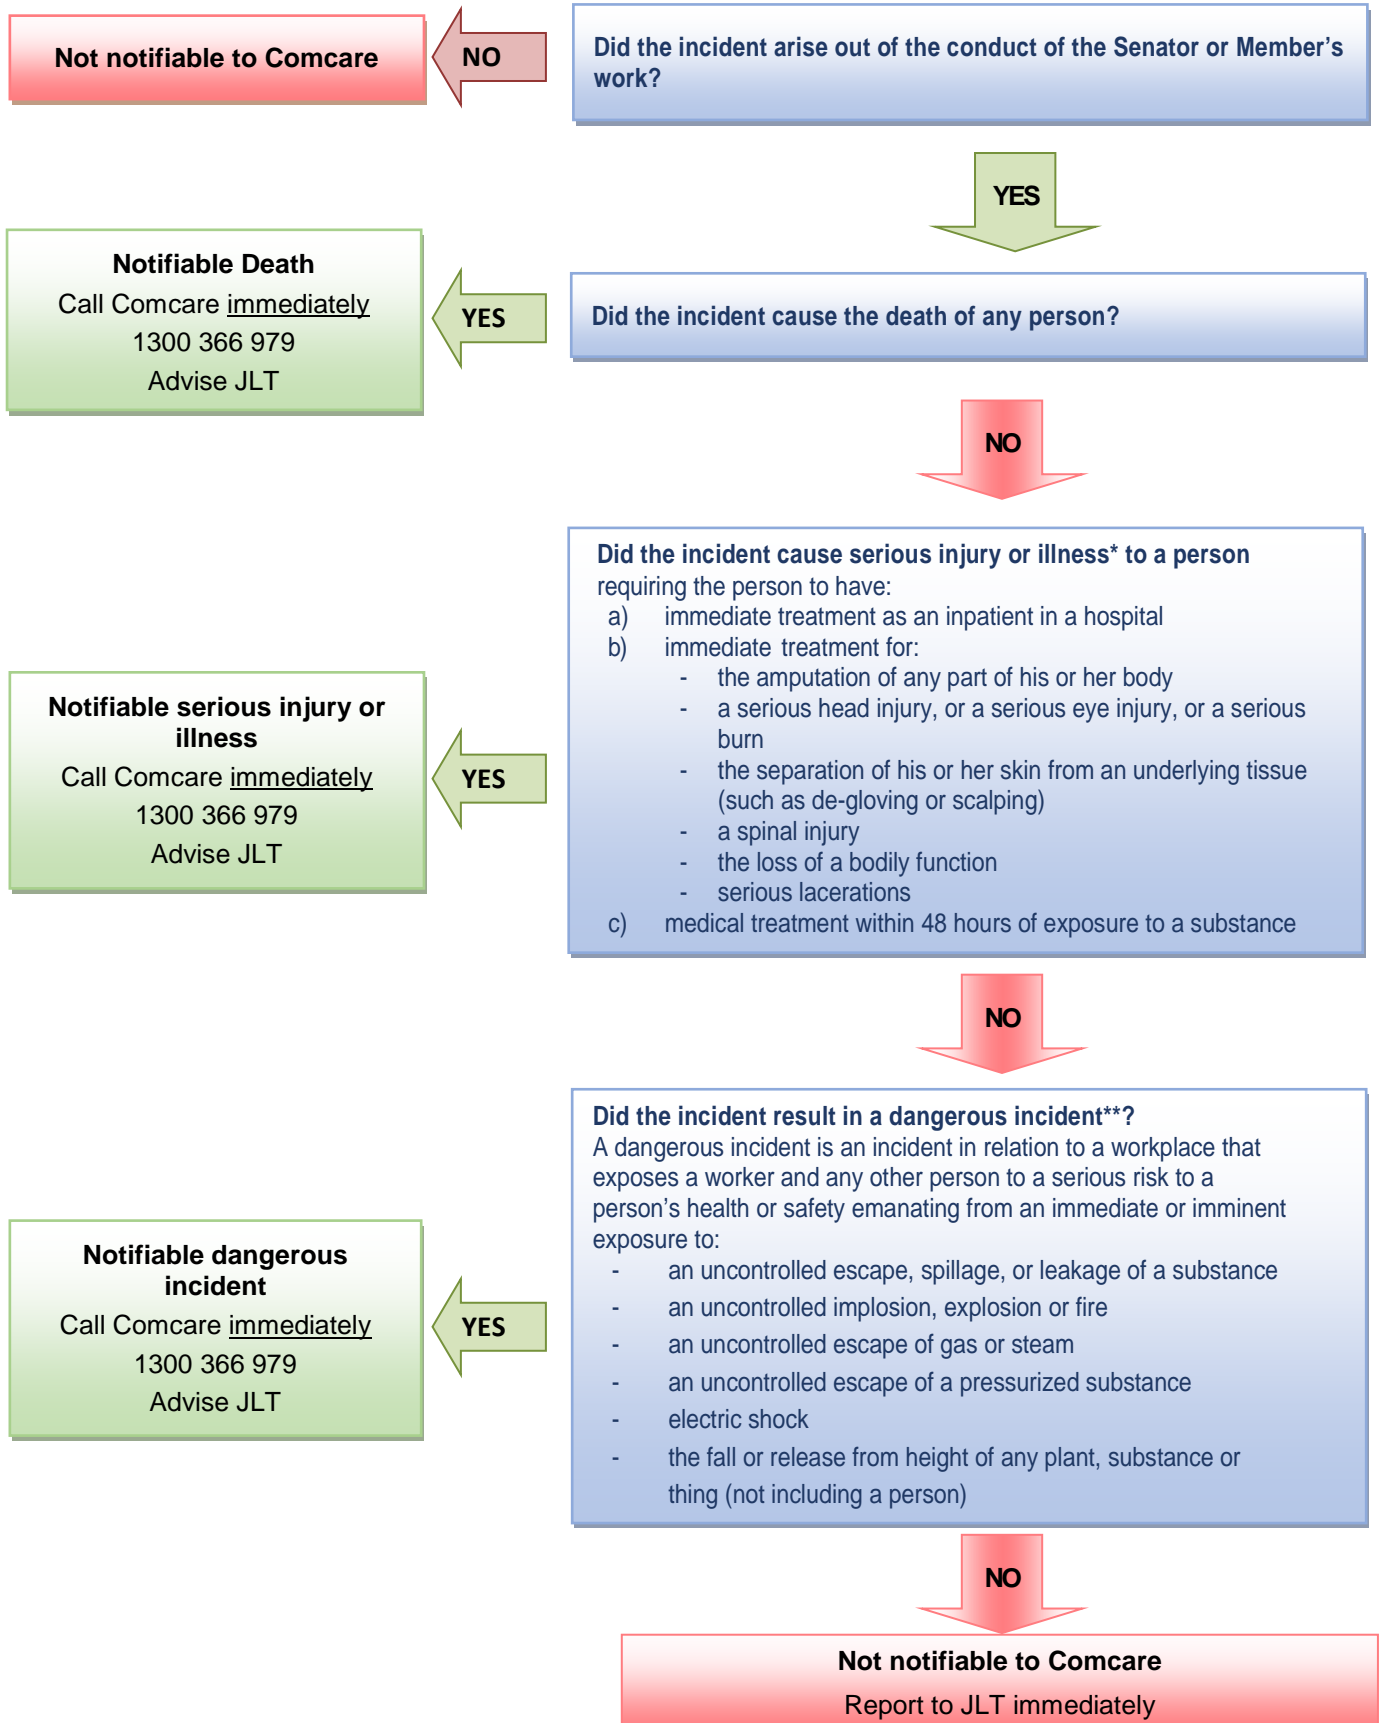 Not notifiable to Comcare
NO
Did the incident arise out of the conduct of the Senator or Member's
work?
YES
Notifiable Death
Call Comcare immediately
1300 366 979
Advise JLT
YES
Did the incident cause the death of any person?
NO
Did the incident cause serious injury or illness* to a person
requiring the person to have:
a) immediate treatment as an inpatient in a hospital
b) immediate treatment for:
- the amputation of any part of his or her body
- a serious head injury, or a serious eye injury, or a serious
burn
- the separation of his or her skin from an underlying tissue
(such as de-gloving or scalping)
- a spinal injury
- the loss of a bodily function
- serious lacerations
c) medical treatment within 48 hours of exposure to a substance
Notifiable serious injury or
illness
Call Comcare immediately
1300 366 979
Advise JLT
YES
NO
Did the incident result in a dangerous incident**?
A dangerous incident is an incident in relation to a workplace that
exposes a worker and any other person to a serious risk to a
person's health or safety emanating from an immediate or imminent
exposure to:
- an uncontrolled escape, spillage, or leakage of a substance
- an uncontrolled implosion, explosion or fire
- an uncontrolled escape of gas or steam
- an uncontrolled escape of a pressurized substance
- electric shock
- the fall or release from height of any plant, substance or
thing (not including a person)
Notifiable dangerous
incident
Call Comcare immediately
1300 366 979
Advise JLT
YES
NO
Not notifiable to Comcare
Report to JLT immediately